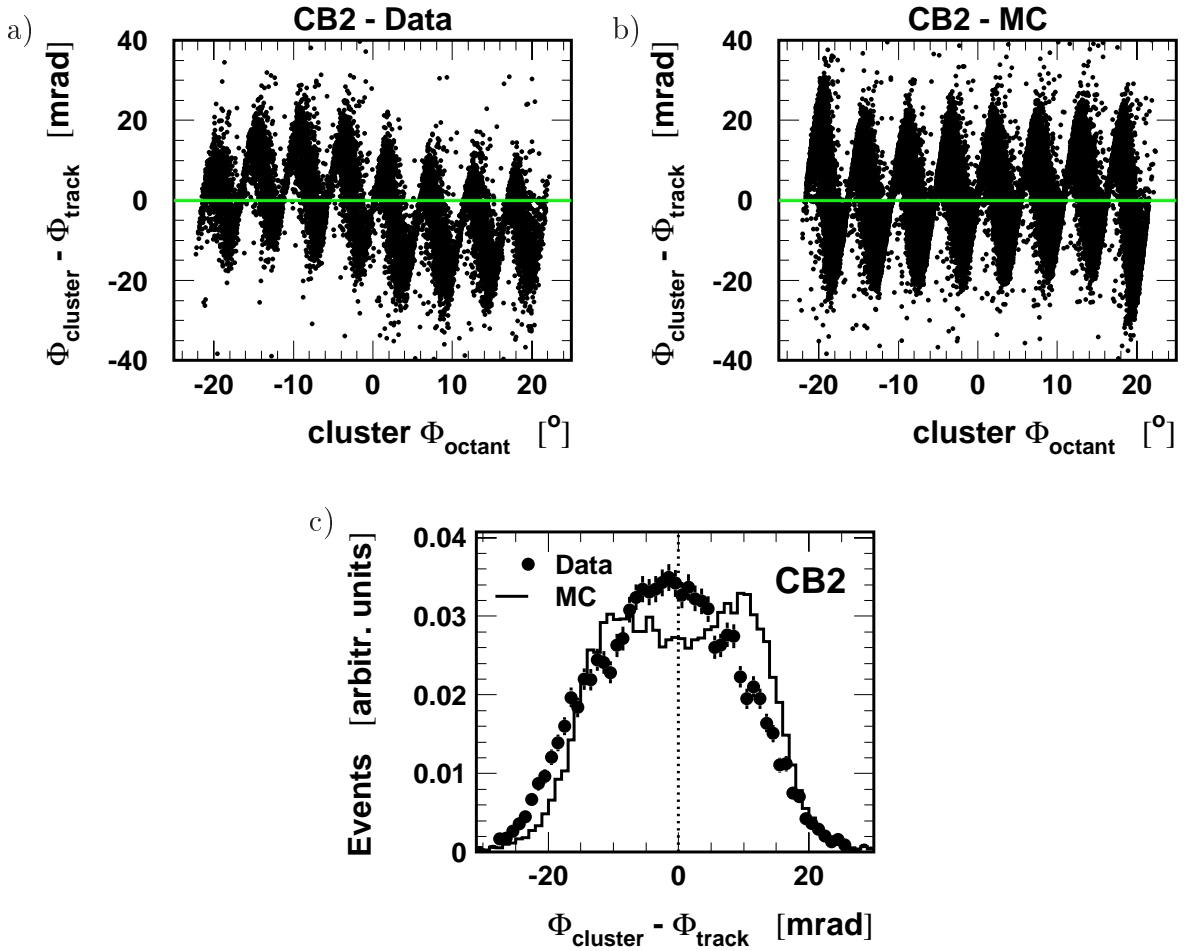 a)
CB2 - Data
Φcluster - Φtrack [mrad]
40
20
0
-20
-40
-20 -10 0 10 20
cluster Φoctant [o]
b)
CB2 - MC
Φcluster - Φtrack [mrad]
40
20
0
-20
-40
-20 -10 0 10 20
cluster Φoctant [o]
c)
Events [arbitr. units]
0.04
0.03
0.02
0.01
0
Data
MC
CB2
-20 0 20
Φcluster - Φtrack [mrad]